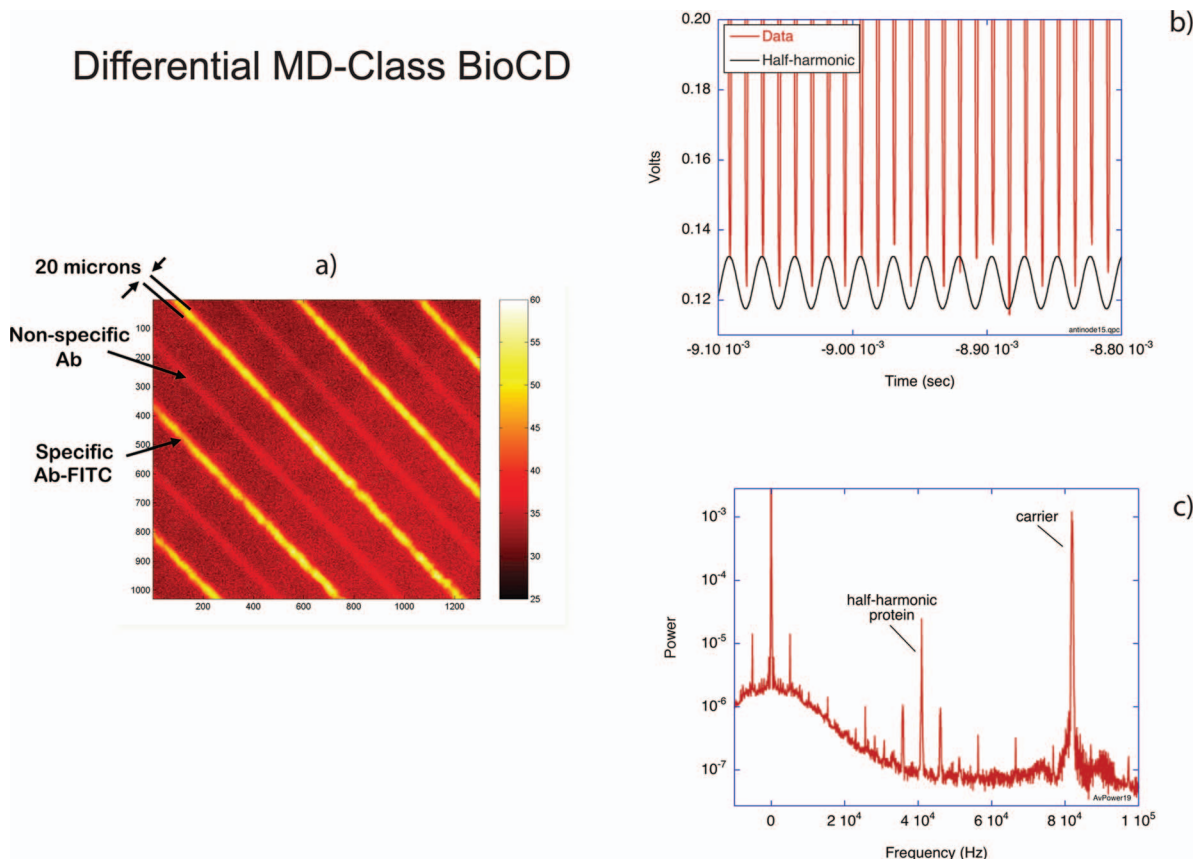 Differential MD-Class BioCD
a)
20 microns
Non-specific
Ab
Specific
Ab-FITC
100
200
300
400
500
600
700
800
900
1000
200 400 600 800 1000 1200
60
55
50
45
40
35
30
25
b)
Data
Half-harmonic
Volts
0.20
0.18
0.16
0.14
0.12
antinode15.qpc
-9.10 10⁻³ -9.00 10⁻³ -8.90 10⁻³ -8.80 10⁻³
Time (sec)
c)
carrier
half-harmonic
protein
Power
10⁻³
10⁻⁴
10⁻⁵
10⁻⁶
10⁻⁷
AvPower19
0 2 10⁴ 4 10⁴ 6 10⁴ 8 10⁴ 1 10⁵
Frequency (Hz)